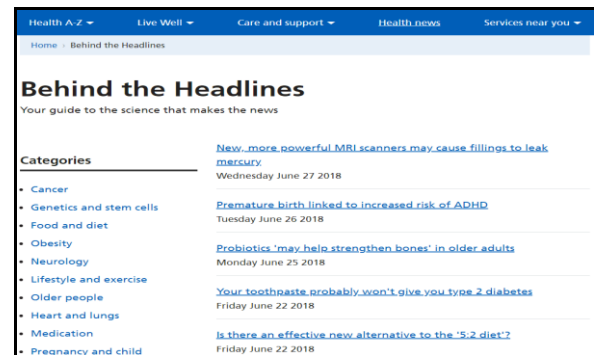 Health A-Z
Live Well
Care and support
Health news
Services near you
Home › Behind the Headlines
Behind the Headlines
Your guide to the science that makes the news
Categories
Cancer
Genetics and stem cells
Food and diet
Obesity
Neurology
Lifestyle and exercise
Older people
Heart and lungs
Medication
Pregnancy and child
New, more powerful MRI scanners may cause fillings to leak
mercury
Wednesday June 27 2018
Premature birth linked to increased risk of ADHD
Tuesday June 26 2018
Probiotics 'may help strengthen bones' in older adults
Monday June 25 2018
Your toothpaste probably won't give you type 2 diabetes
Friday June 22 2018
Is there an effective new alternative to the '5:2 diet'?
Friday June 22 2018